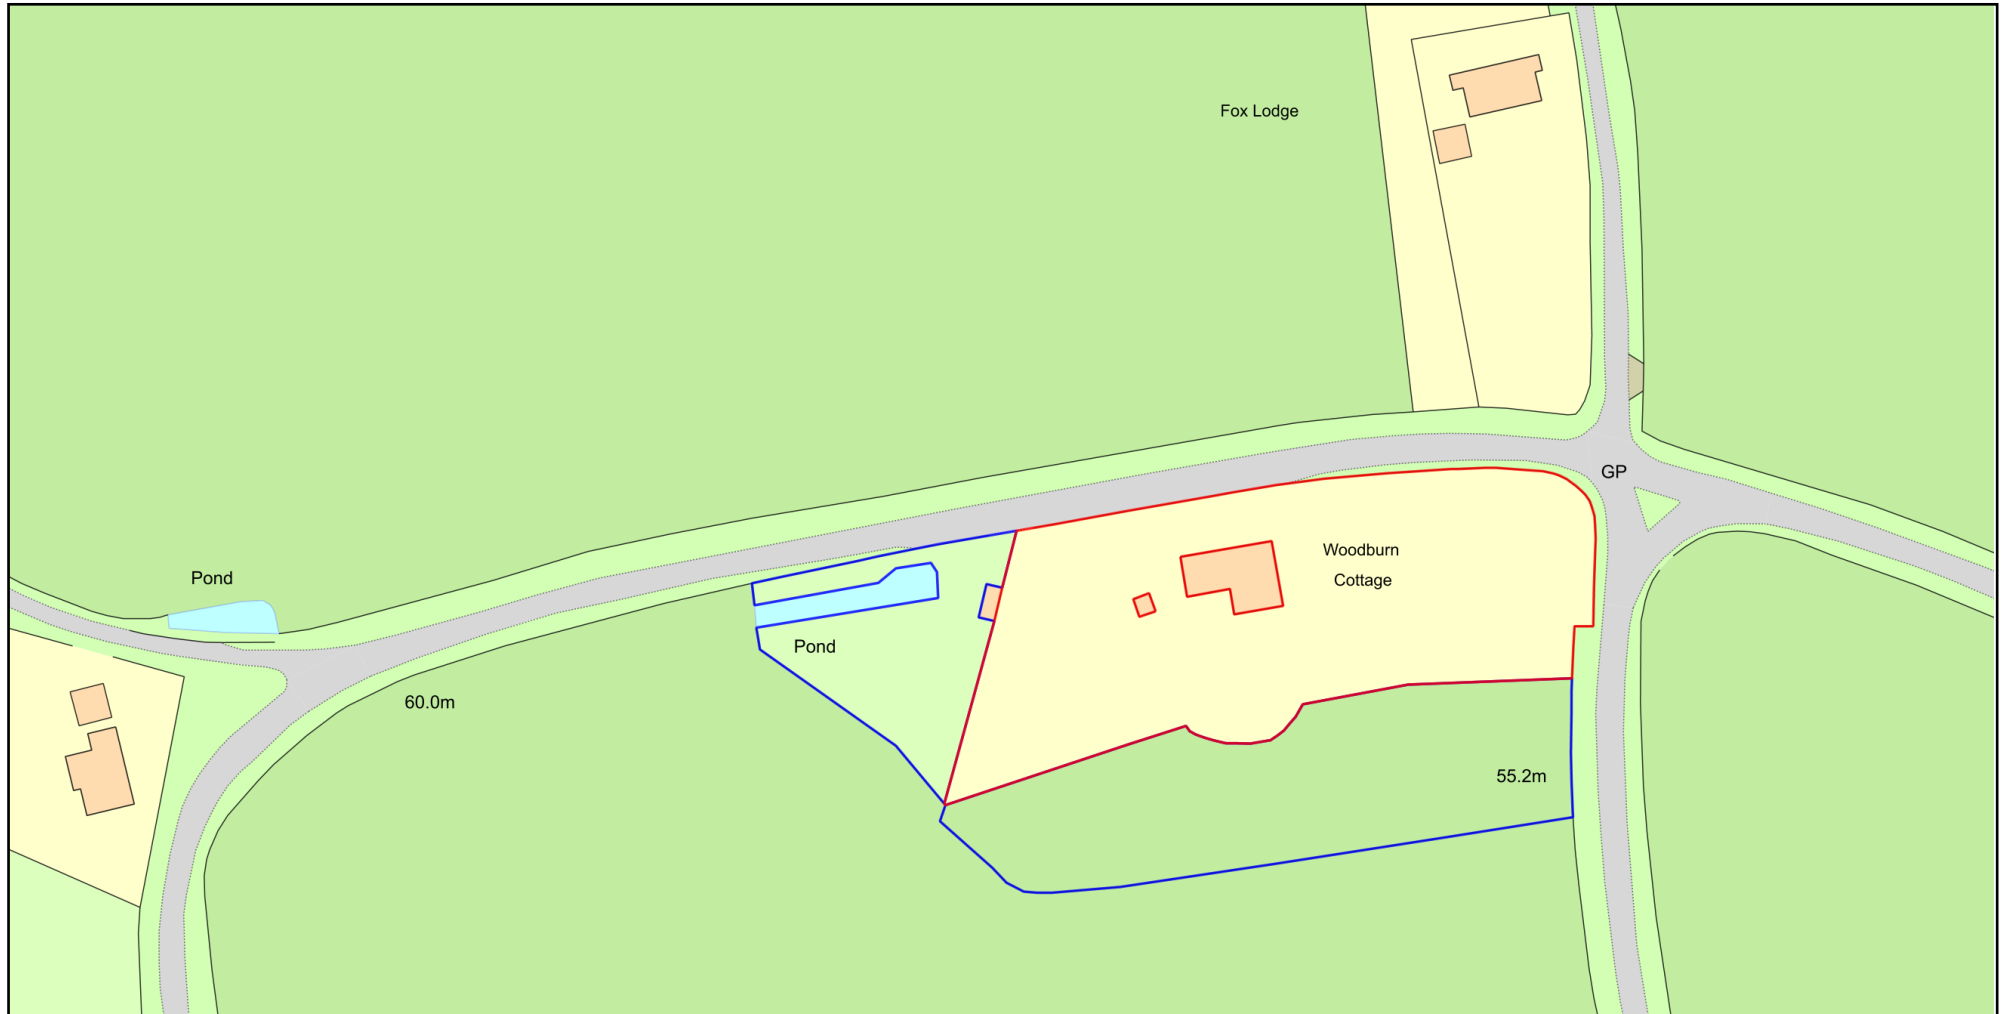 Fox Lodge
GP
Woodburn
Cottage
Pond
Pond
60.0m
55.2m